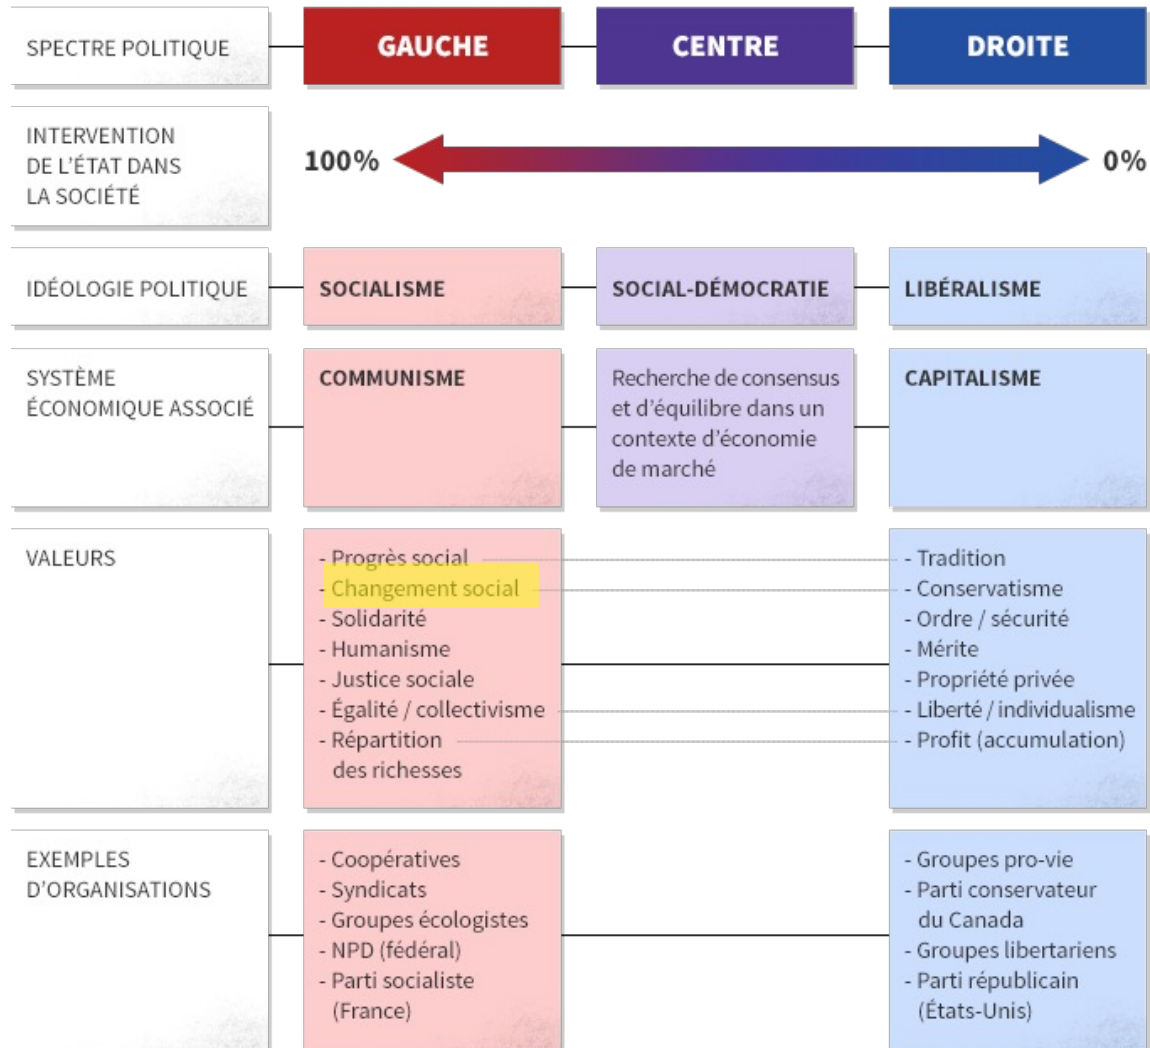 SPECTRE POLITIQUE
GAUCHE
CENTRE
DROITE
INTERVENTION
DE L'ÉTAT DANS
LA SOCIÉTÉ
100%
0%
IDÉOLOGIE POLITIQUE
SOCIALISME
SOCIAL-DÉMOCRATIE
LIBÉRALISME
SYSTÈME
ÉCONOMIQUE ASSOCIÉ
COMMUNISME
Recherche de consensus
et d'équilibre dans un
contexte d'économie
de marché
CAPITALISME
VALEURS
- Progrès social
- Changement social
- Solidarité
- Humanisme
- Justice sociale
- Égalité / collectivisme
- Répartition
des richesses
- Tradition
- Conservatisme
- Ordre / sécurité
- Mérite
- Propriété privée
- Liberté / individualisme
- Profit (accumulation)
EXEMPLES
D'ORGANISATIONS
- Coopératives
- Syndicats
- Groupes écologistes
- NPD (fédéral)
- Parti socialiste
(France)
- Groupes pro-vie
- Parti conservateur
du Canada
- Groupes libertariens
- Parti républicain
(États-Unis)